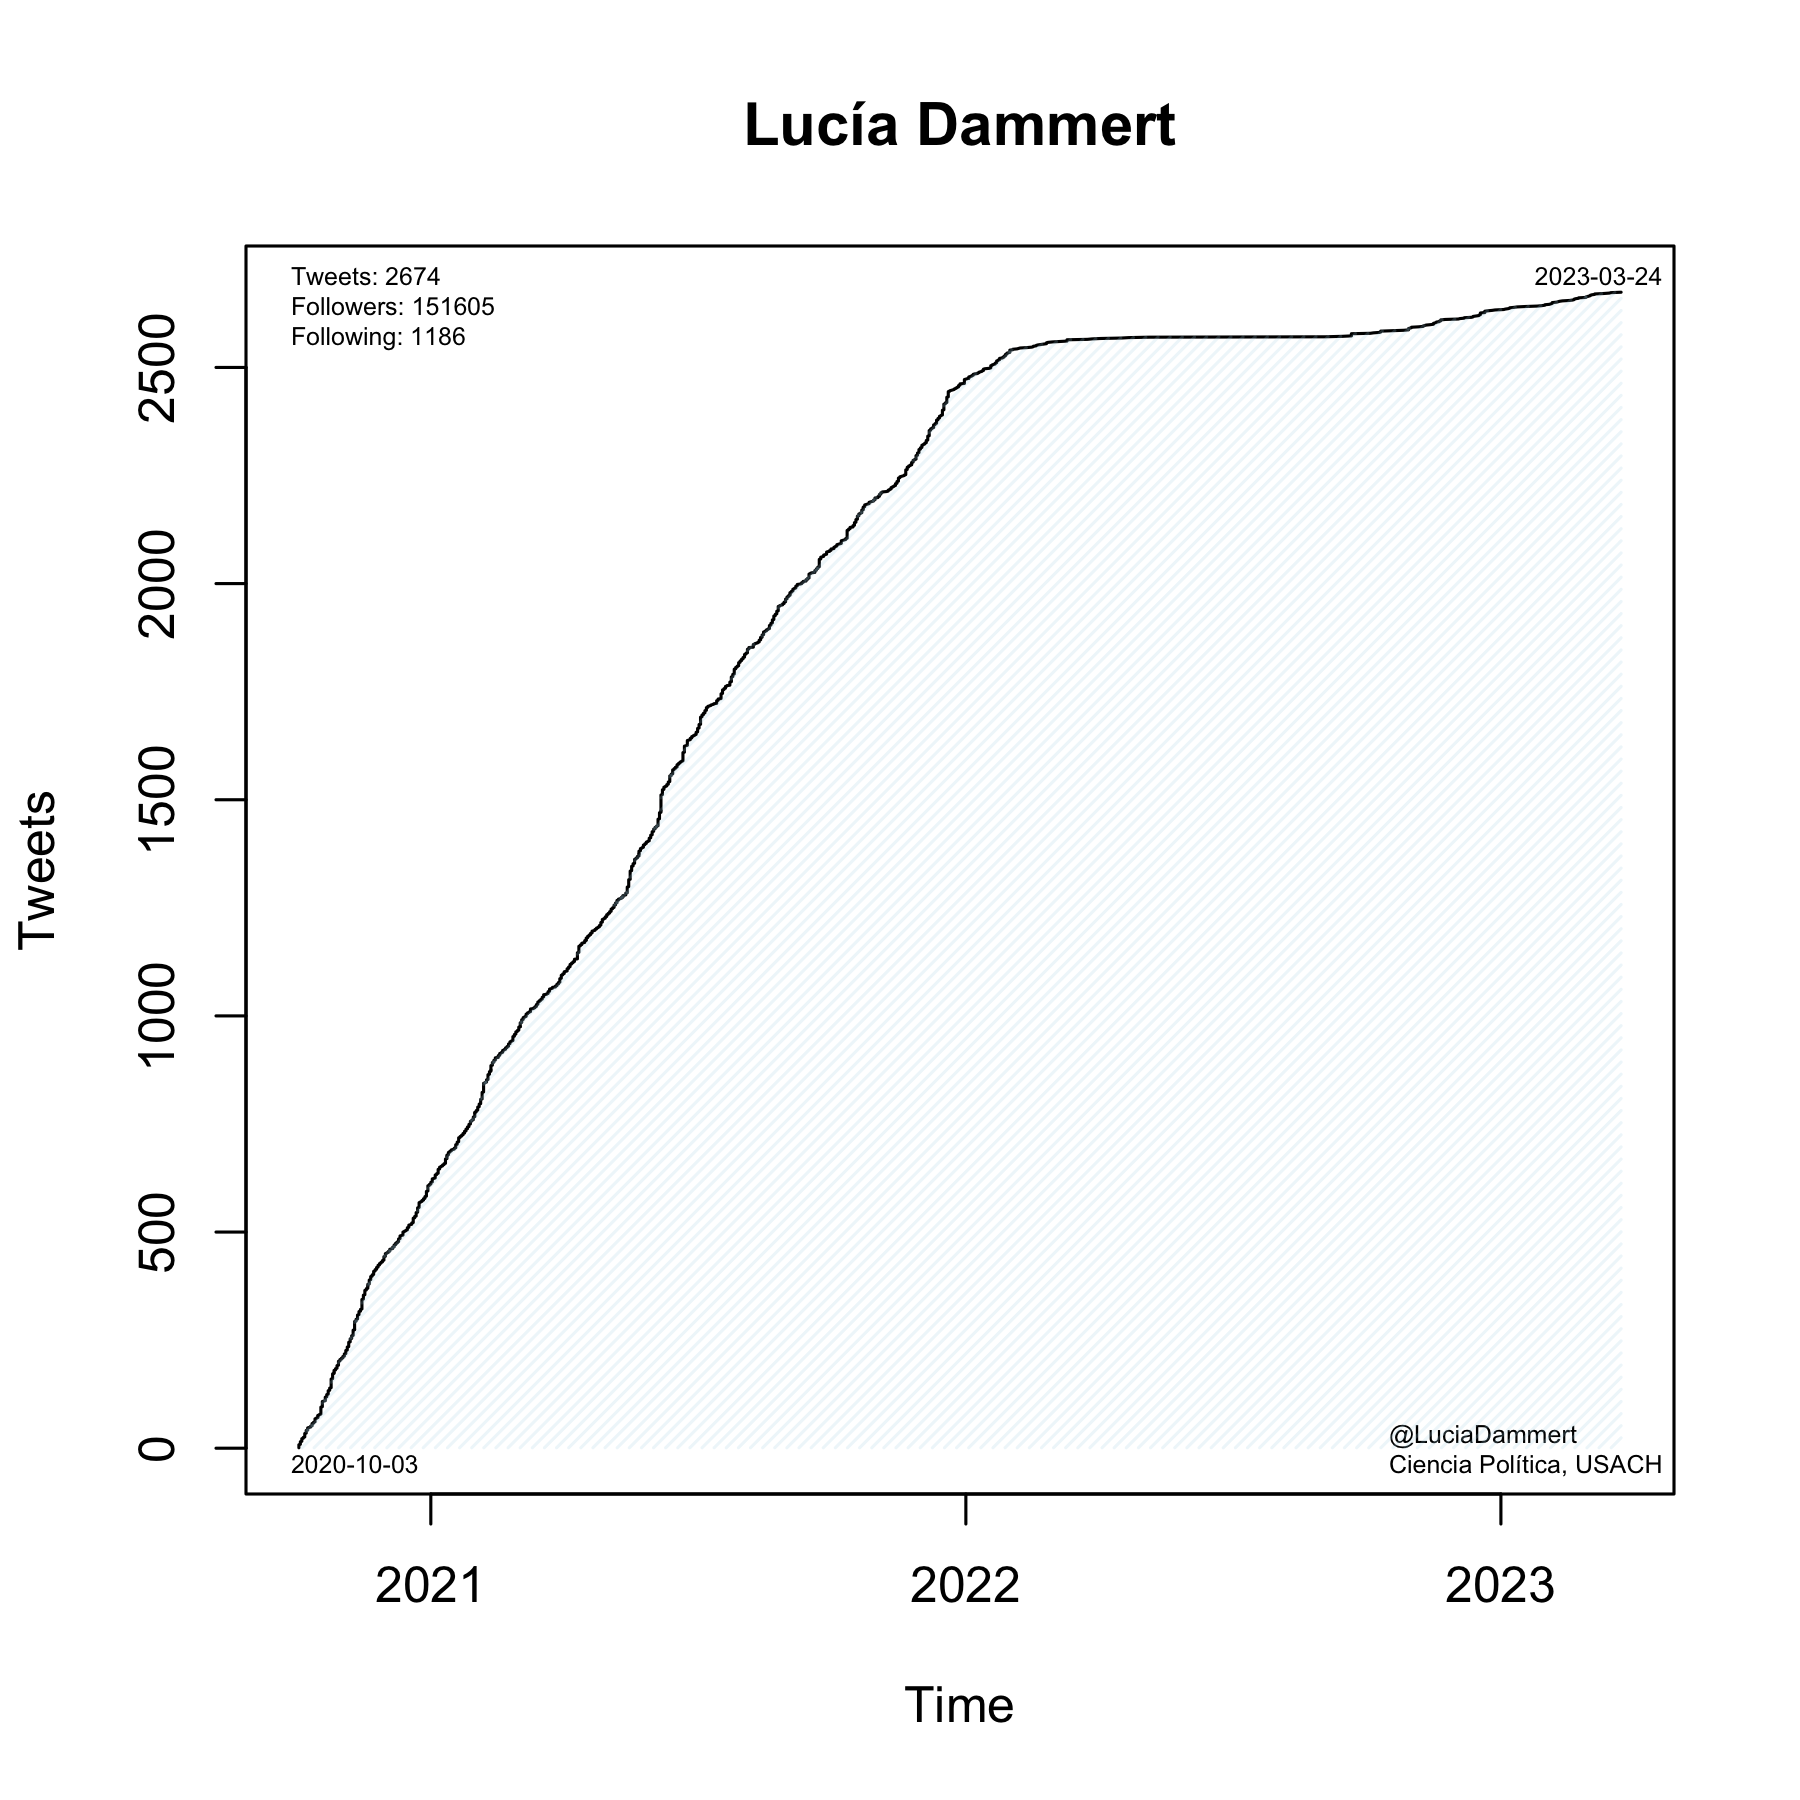 Lucía Dammert
Tweets: 2674
Followers: 151605
Following: 1186
2023-03-24
2500
2000
1500
1000
500
0
Tweets
@LuciaDammert
Ciencia Política, USACH
2020-10-03
2021
2022
2023
Time